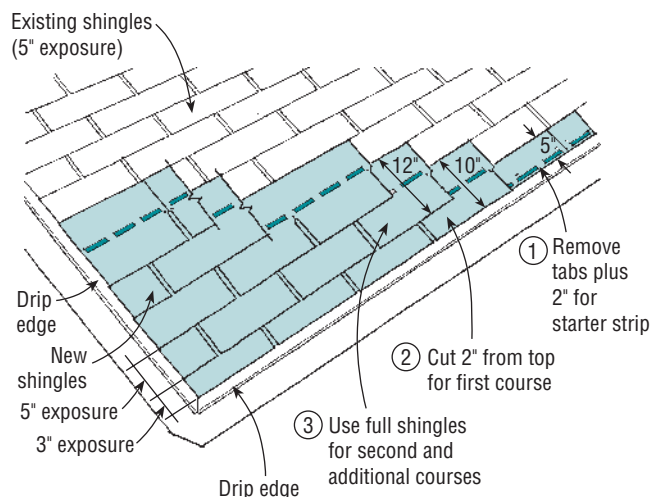 Existing shingles
(5" exposure)
12"
10"
5"
1 Remove
tabs plus
2" for
starter strip
Drip
edge
New
shingles
5" exposure
3" exposure
2 Cut 2" from top
for first course
3 Use full shingles
for second and
additional courses
Drip edge